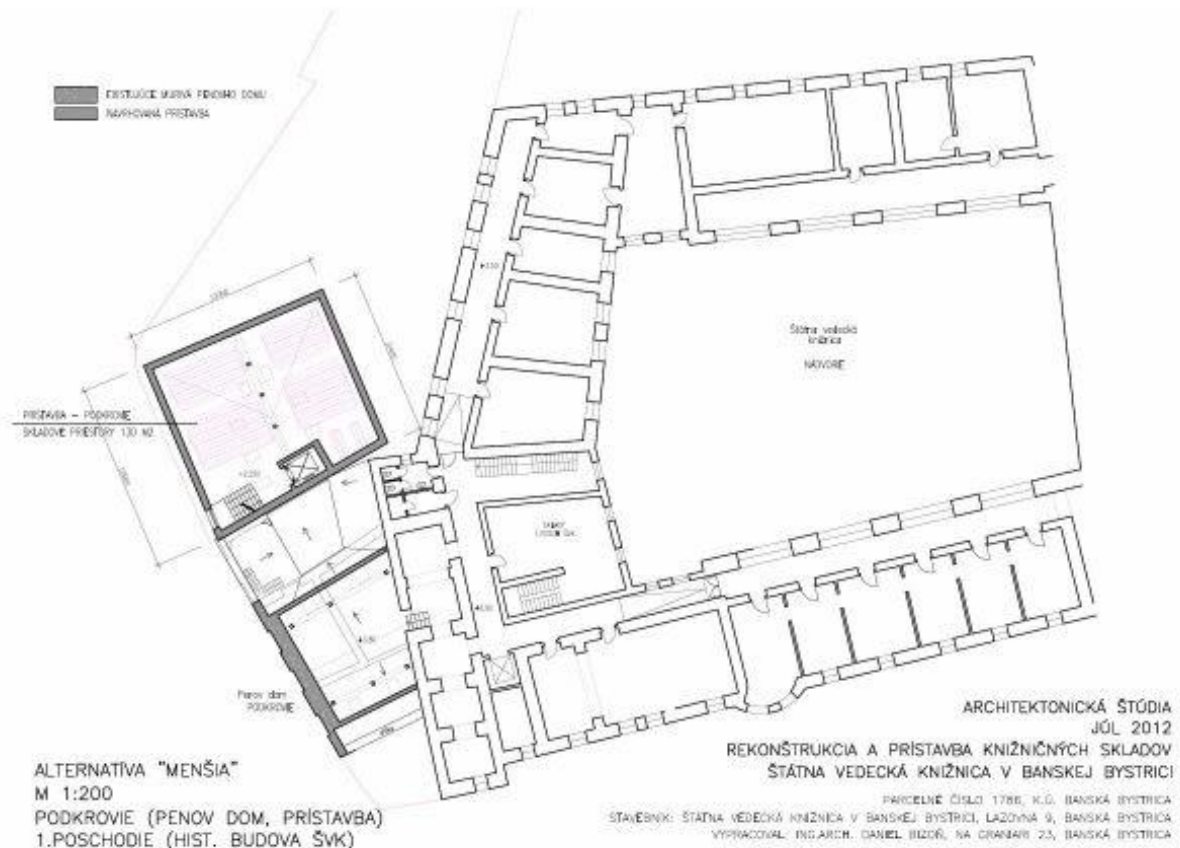 EXISTUJÚCE MURIVÁ PENOVHO DOMU
NAVRHOVANÁ PRÍSTAVBA
Štátna vedecká
knižnica
NÁDVORIE
PRÍSTAVBA - PODKROVIE
SKLADOVÉ PRIESTORY 130 M2
Penov dom
PODKROVIE
ALTERNATÍVA "MENŠIA"
M 1:200
PODKROVIE (PENOV DOM, PRÍSTAVBA)
1.POSCHODIE (HIST. BUDOVA ŠVK)
ARCHITEKTONICKÁ ŠTÚDIA
JÚL 2012
REKONŠTRUKCIA A PRÍSTAVBA KNIŽNIČNÝCH SKLADOV
ŠTÁTNA VEDECKÁ KNIŽNICA V BANSKEJ BYSTRICI
PARCELNÉ ČÍSLO 1786, K.Ú. BANSKÁ BYSTRICA
STAVEBNÍK: ŠTÁTNA VEDECKÁ KNIŽNICA V BANSKEJ BYSTRICI, LAZOVNÁ 9, BANSKÁ BYSTRICA
VYPRACOVAL: ING.ARCH. DANIEL BIZOŇ, NA GRANIARI 23, BANSKÁ BYSTRICA